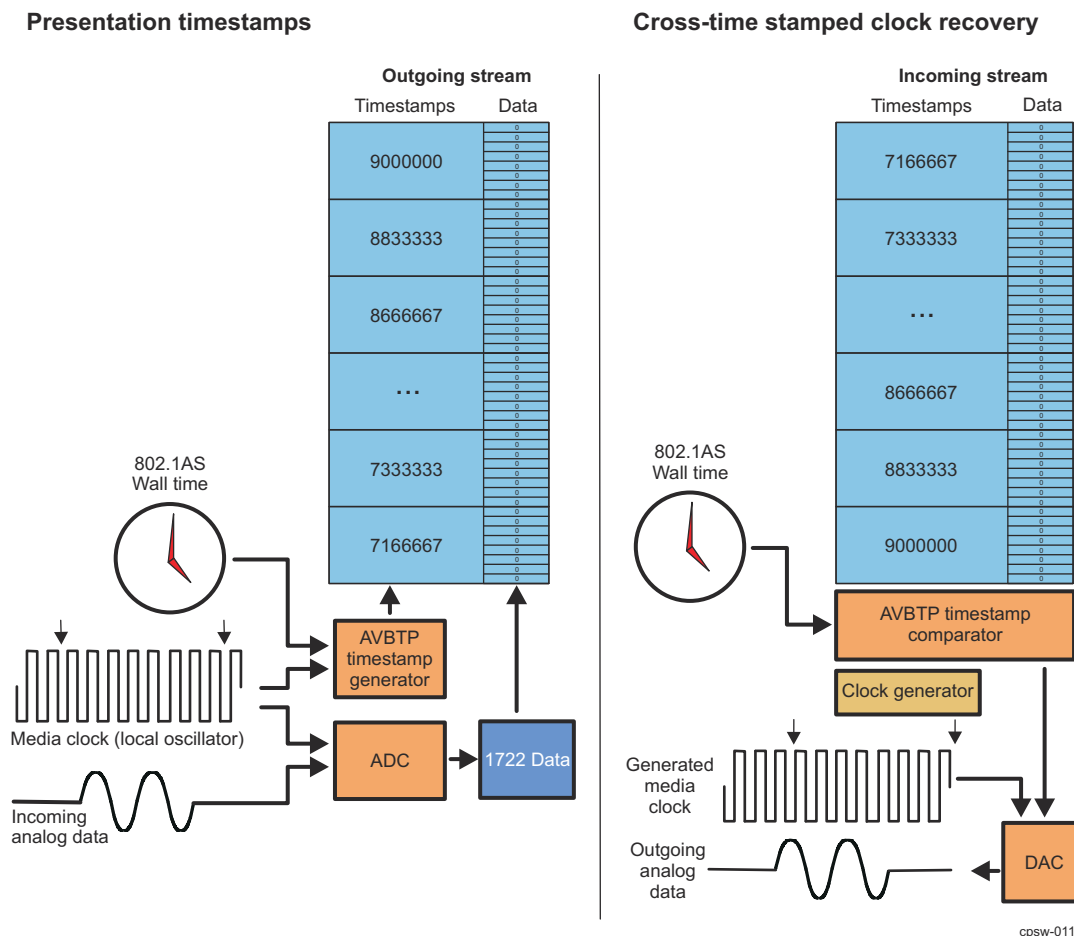 Presentation timestamps
Outgoing stream
Timestamps Data
9000000
8833333
8666667
...
7333333
7166667
802.1AS
Wall time
AVBTP
timestamp
generator
Media clock (local oscillator)
ADC
1722 Data
Incoming
analog data
Cross-time stamped clock recovery
Incoming stream
Timestamps Data
7166667
7333333
...
8666667
8833333
9000000
802.1AS
Wall time
AVBTP timestamp
comparator
Clock generator
Generated
media
clock
Outgoing
analog
data
DAC
cpsw-011